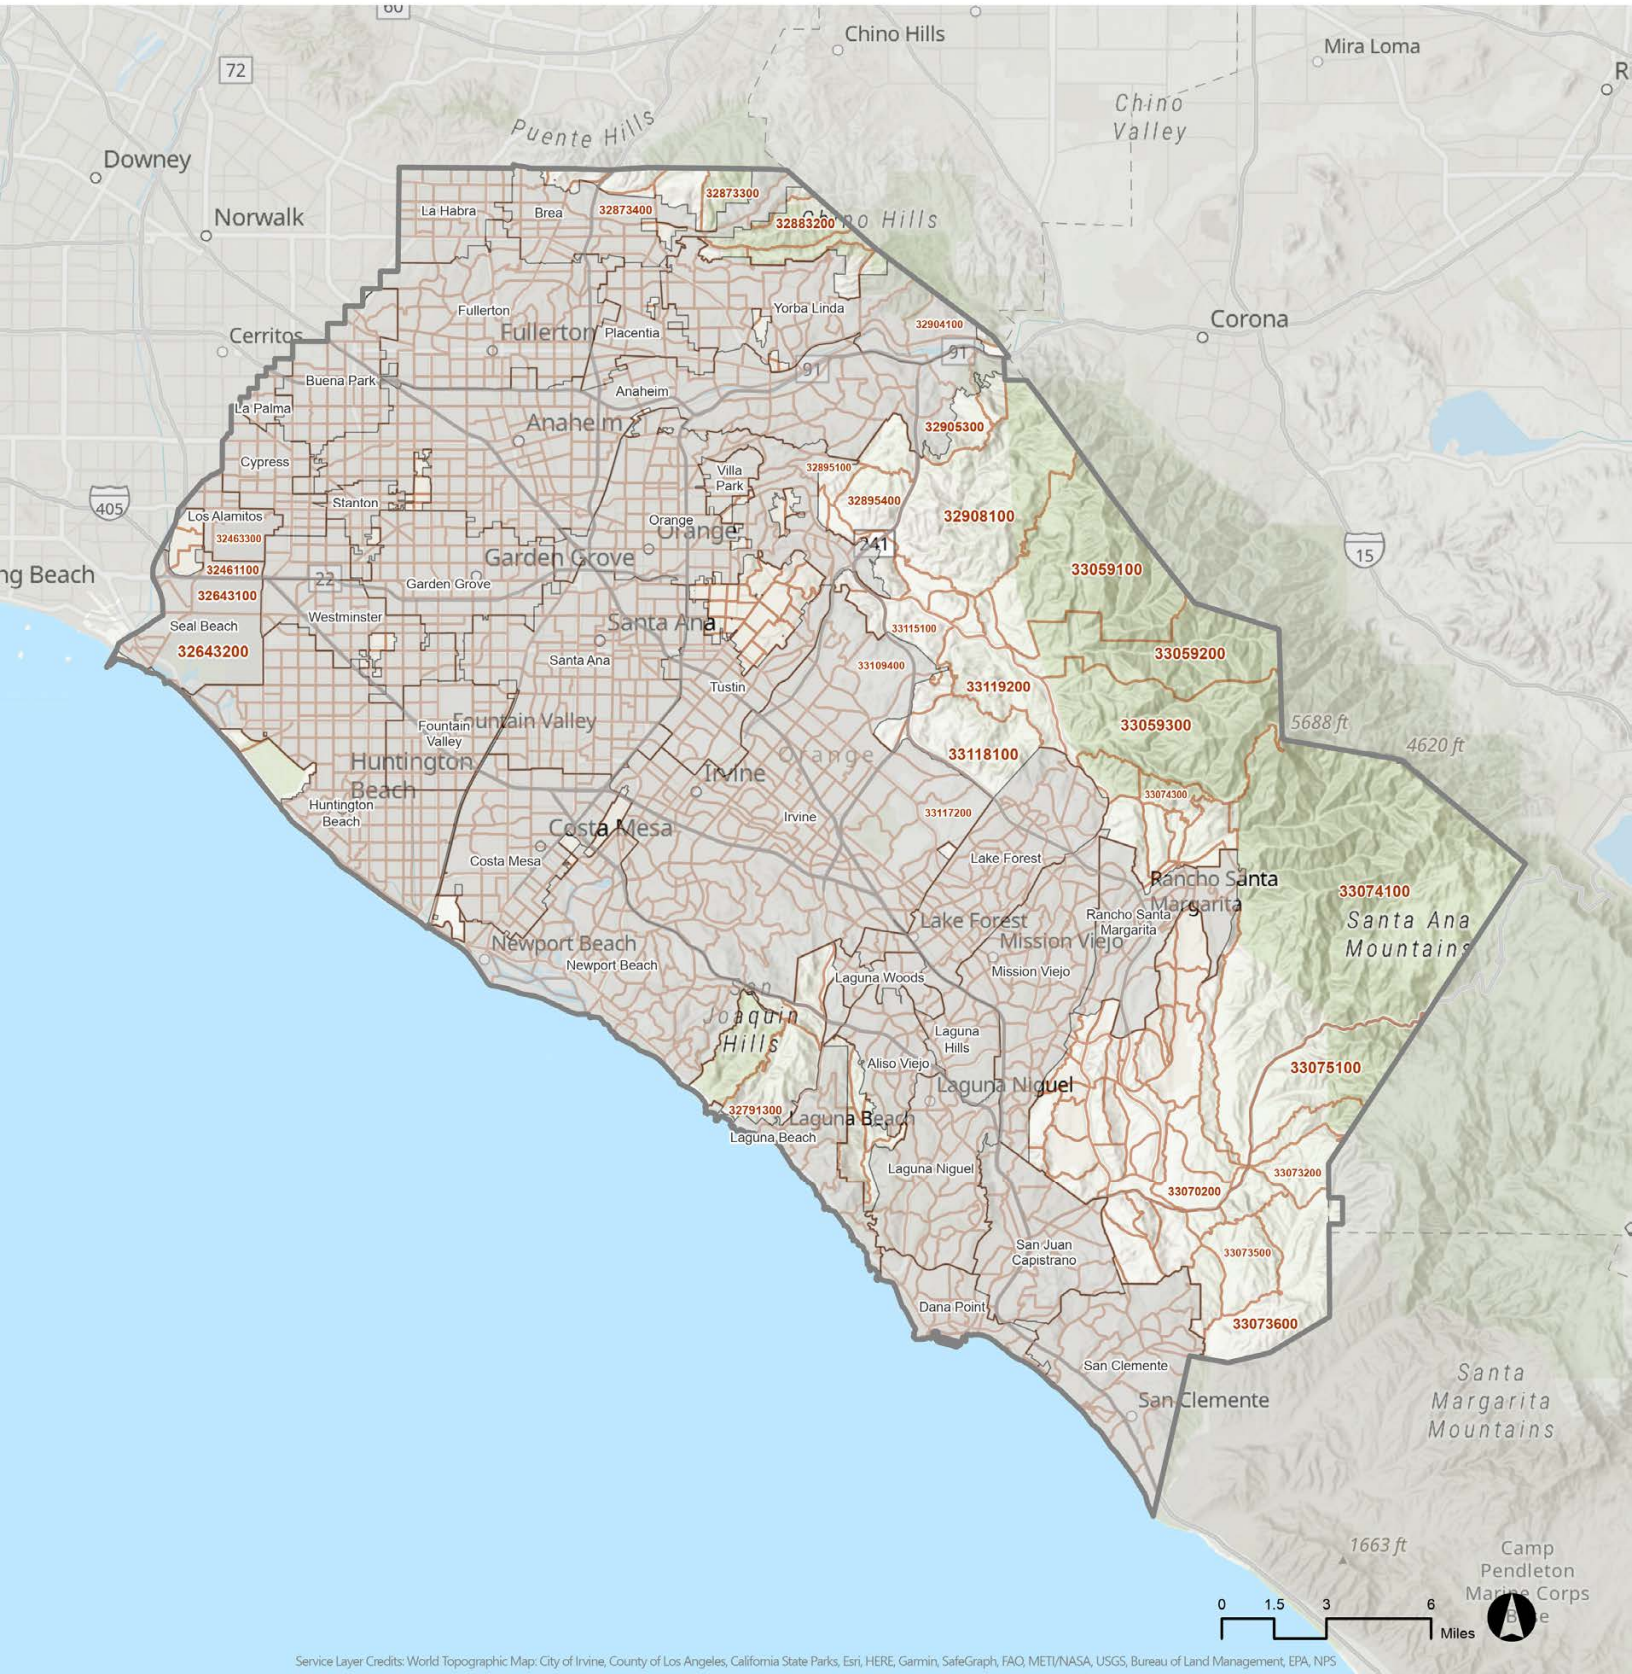 60
Chino Hills
Mira Loma
72
Chino
Valley
Puente Hills
Downey
Norwalk
La Habra
Brea
32873400
32873300
32883200
Chino Hills
Fullerton
Fullerton
Placentia
Yorba Linda
32904100
Corona
Cerritos
91
91
Buena Park
Anaheim
La Palma
Anaheim
32905300
Cypress
Villa
Park
32895100
Stanton
32895400
405
Los Alamitos
Orange
Orange
32908100
32463300
241
15
Garden Grove
32461100
33059100
ng Beach
22
Garden Grove
32643100
Westminster
Seal Beach
Santa Ana
33115100
32643200
Santa Ana
33109400
33059200
Tustin
33119200
Fountain Valley
Fountain
Valley
33059300
5688 ft
4620 ft
Huntington
Beach
Orange
33118100
Irvine
33074300
Huntington
Beach
Irvine
33117200
Costa Mesa
Costa Mesa
Lake Forest
Rancho Santa
Margarita
33074100
Rancho Santa
Margarita
Santa Ana
Mountains
Lake Forest
Mission Viejo
Newport Beach
Newport Beach
Laguna Woods
Mission Viejo
San
Joaquin
Hills
Laguna
Hills
Aliso Viejo
33075100
Laguna Niguel
32791300
Laguna Beach
Laguna Beach
Laguna Niguel
33073200
33070200
San Juan
Capistrano
33073500
Dana Point
33073600
San Clemente
San Clemente
Santa
Margarita
Mountains
1663 ft
Camp
Pendleton
Marine Corps
Base
0 1.5 3 6
Miles
Service Layer Credits: World Topographic Map: City of Irvine, County of Los Angeles, California State Parks, Esri, HERE, Garmin, SafeGraph, FAO, METI/NASA, USGS, Bureau of Land Management, EPA, NPS